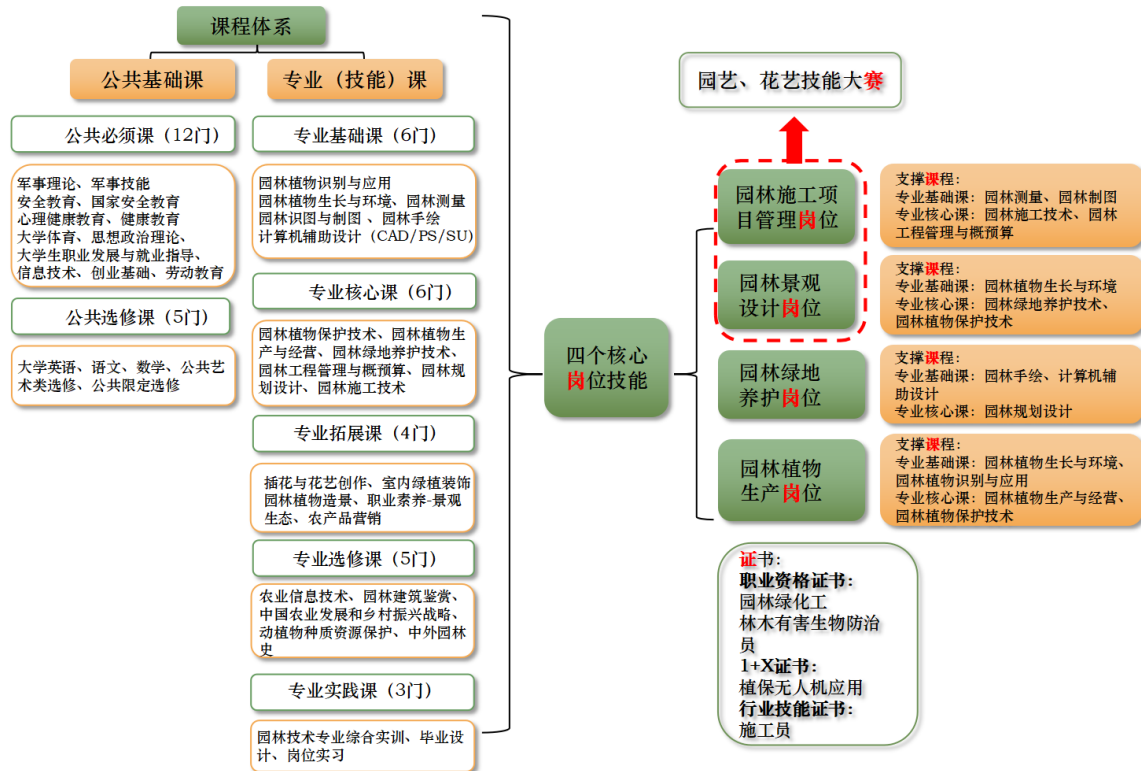 课程体系
公共基础课
专业（技能）课
公共必须课（12门）
军事理论、军事技能
安全教育、国家安全教育
心理健康教育、健康教育
大学体育、思想政治理论、
大学生职业发展与就业指导、
信息技术、创业基础、劳动教育
公共选修课（5门）
大学英语、语文、数学、公共艺
术类选修、公共限定选修
专业基础课（6门）
园林植物识别与应用
园林植物生长与环境、园林测量
园林识图与制图 、园林手绘
计算机辅助设计（CAD/PS/SU）
专业核心课（6门）
园林植物保护技术、园林植物生
产与经营、园林绿地养护技术、
园林工程管理与概预算、园林规
划设计、园林施工技术
专业拓展课（4门）
插花与花艺创作、室内绿植装饰
园林植物造景、职业素养-景观
生态、农产品营销
专业选修课（5门）
农业信息技术、园林建筑鉴赏、
中国农业发展和乡村振兴战略、
动植物种质资源保护、中外园林
史
专业实践课（3门）
园林技术专业综合实训、毕业设
计、岗位实习
四个核心
岗位技能
园艺、花艺技能大赛
园林施工项
目管理岗位
支撑课程：
专业基础课：园林测量、园林制图
专业核心课：园林施工技术、园林
工程管理与概预算
园林景观
设计岗位
支撑课程：
专业基础课：园林植物生长与环境
专业核心课：园林绿地养护技术、
园林植物保护技术
园林绿地
养护岗位
支撑课程：
专业基础课：园林手绘、计算机辅
助设计
专业核心课：园林规划设计
园林植物
生产岗位
支撑课程：
专业基础课：园林植物生长与环境、
园林植物识别与应用
专业核心课：园林植物生产与经营、
园林植物保护技术
证书：
职业资格证书：
园林绿化工
林木有害生物防治
员
1+X证书：
植保无人机应用
行业技能证书：
施工员